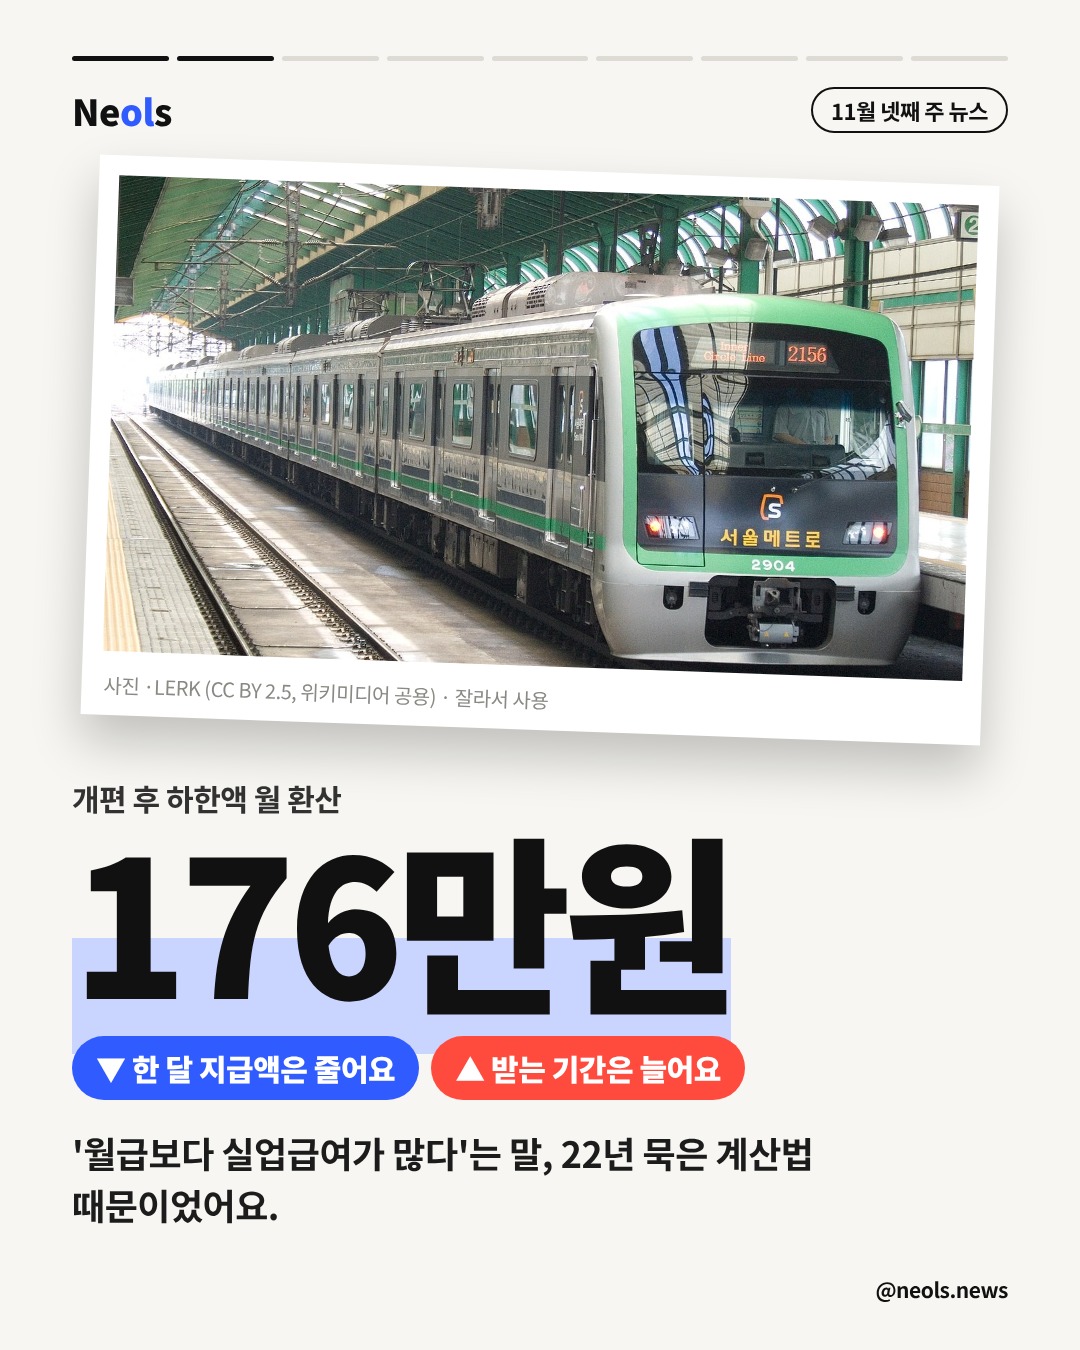 Neols
11월 넷째 주 뉴스
2
Inner
Circle Line
2156
S
서울메트로
2904
사진 · LERK (CC BY 2.5, 위키미디어 공용) · 잘라서 사용
개편 후 하한액 월 환산
176만원
▼ 한 달 지급액은 줄어요
▲ 받는 기간은 늘어요
'월급보다 실업급여가 많다'는 말, 22년 묵은 계산법
때문이었어요.
@neols.news